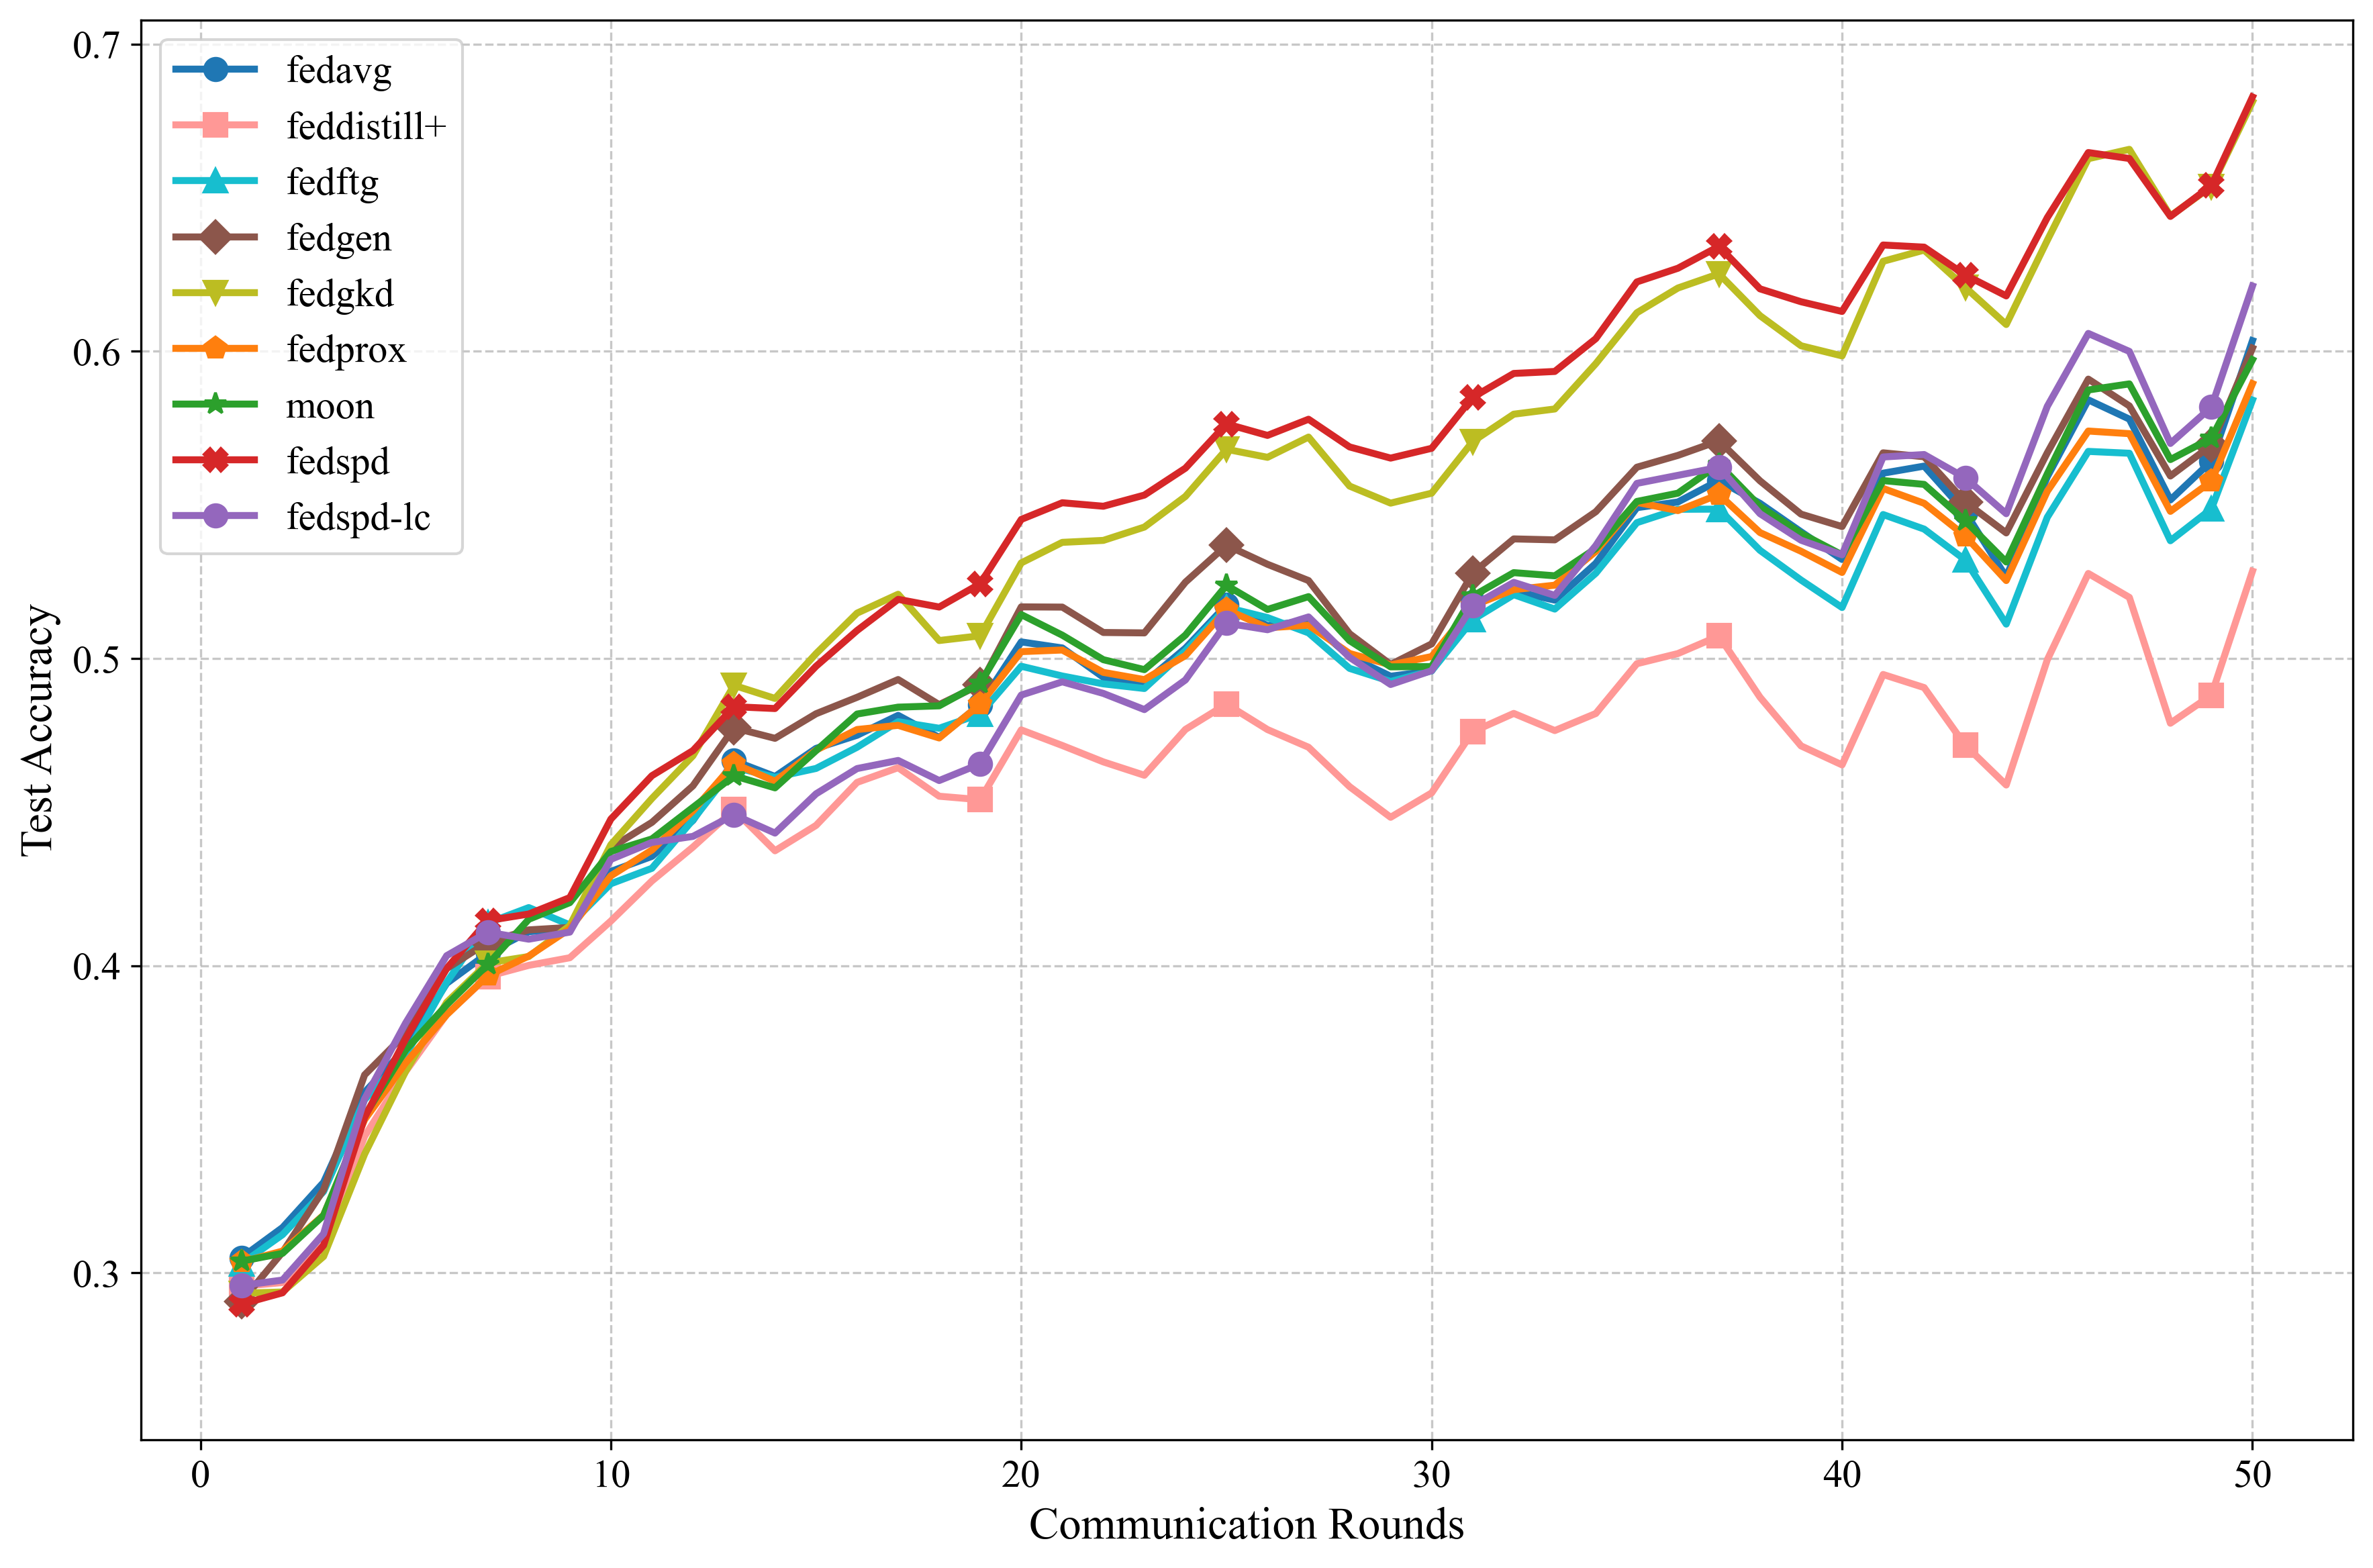 0.7
0.6
0.5
0.4
0.3
Test Accuracy
fedavg
feddistill+
fedftg
fedgen
fedgkd
fedprox
moon
fedspd
fedspd-lc
0 10 20 30 40 50
Communication Rounds